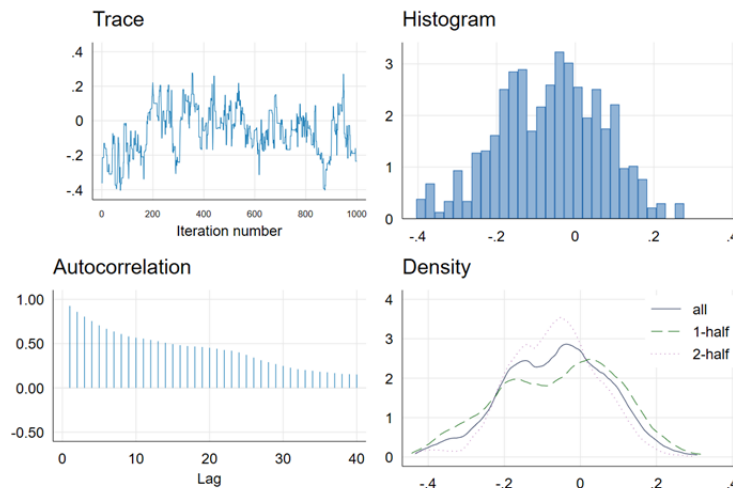 Trace
.4
.2
0
-.2
-.4
0 200 400 600 800 1000
Iteration number
Histogram
3
2
1
0
-.4 -.2 0 .2 .4
Autocorrelation
1.00
0.50
0.00
-0.50
0 10 20 30 40
Lag
Density
all
1-half
2-half
4
3
2
1
0
-.4 -.2 0 .2 .4